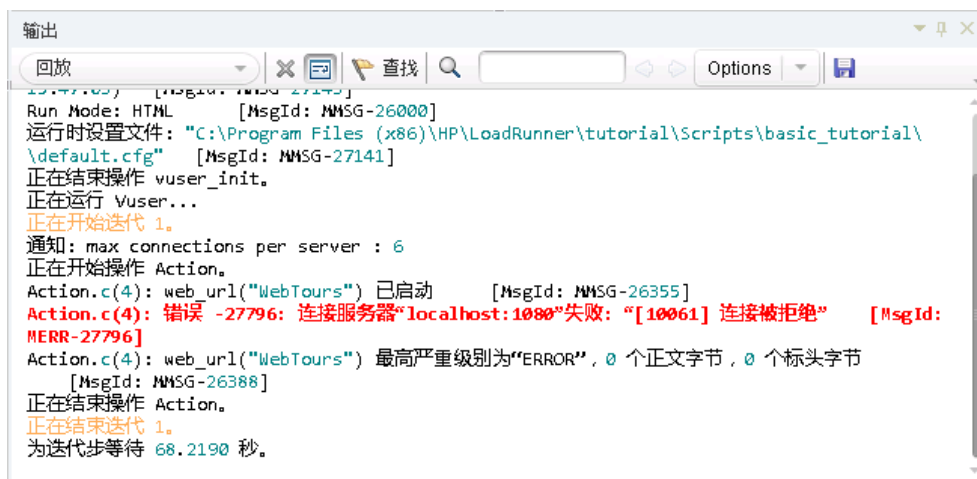 输出
回放 查找 Options
Run Mode: HTML [MsgId: MMSG-26000]
运行时设置文件: "C:\Program Files (x86)\HP\LoadRunner\tutorial\Scripts\basic_tutorial\
\default.cfg" [MsgId: MMSG-27141]
正在结束操作 vuser_init。
正在运行 Vuser...
正在开始迭代 1。
通知: max connections per server : 6
正在开始操作 Action。
Action.c(4): web_url("WebTours") 已启动 [MsgId: MMSG-26355]
Action.c(4): 错误 -27796: 连接服务器“localhost:1080”失败: “[10061] 连接被拒绝” [MsgId:
MERR-27796]
Action.c(4): web_url("WebTours") 最高严重级别为“ERROR”，0 个正文字节，0 个标头字节
[MsgId: MMSG-26388]
正在结束操作 Action。
正在结束迭代 1。
为迭代步等待 68.2190 秒。